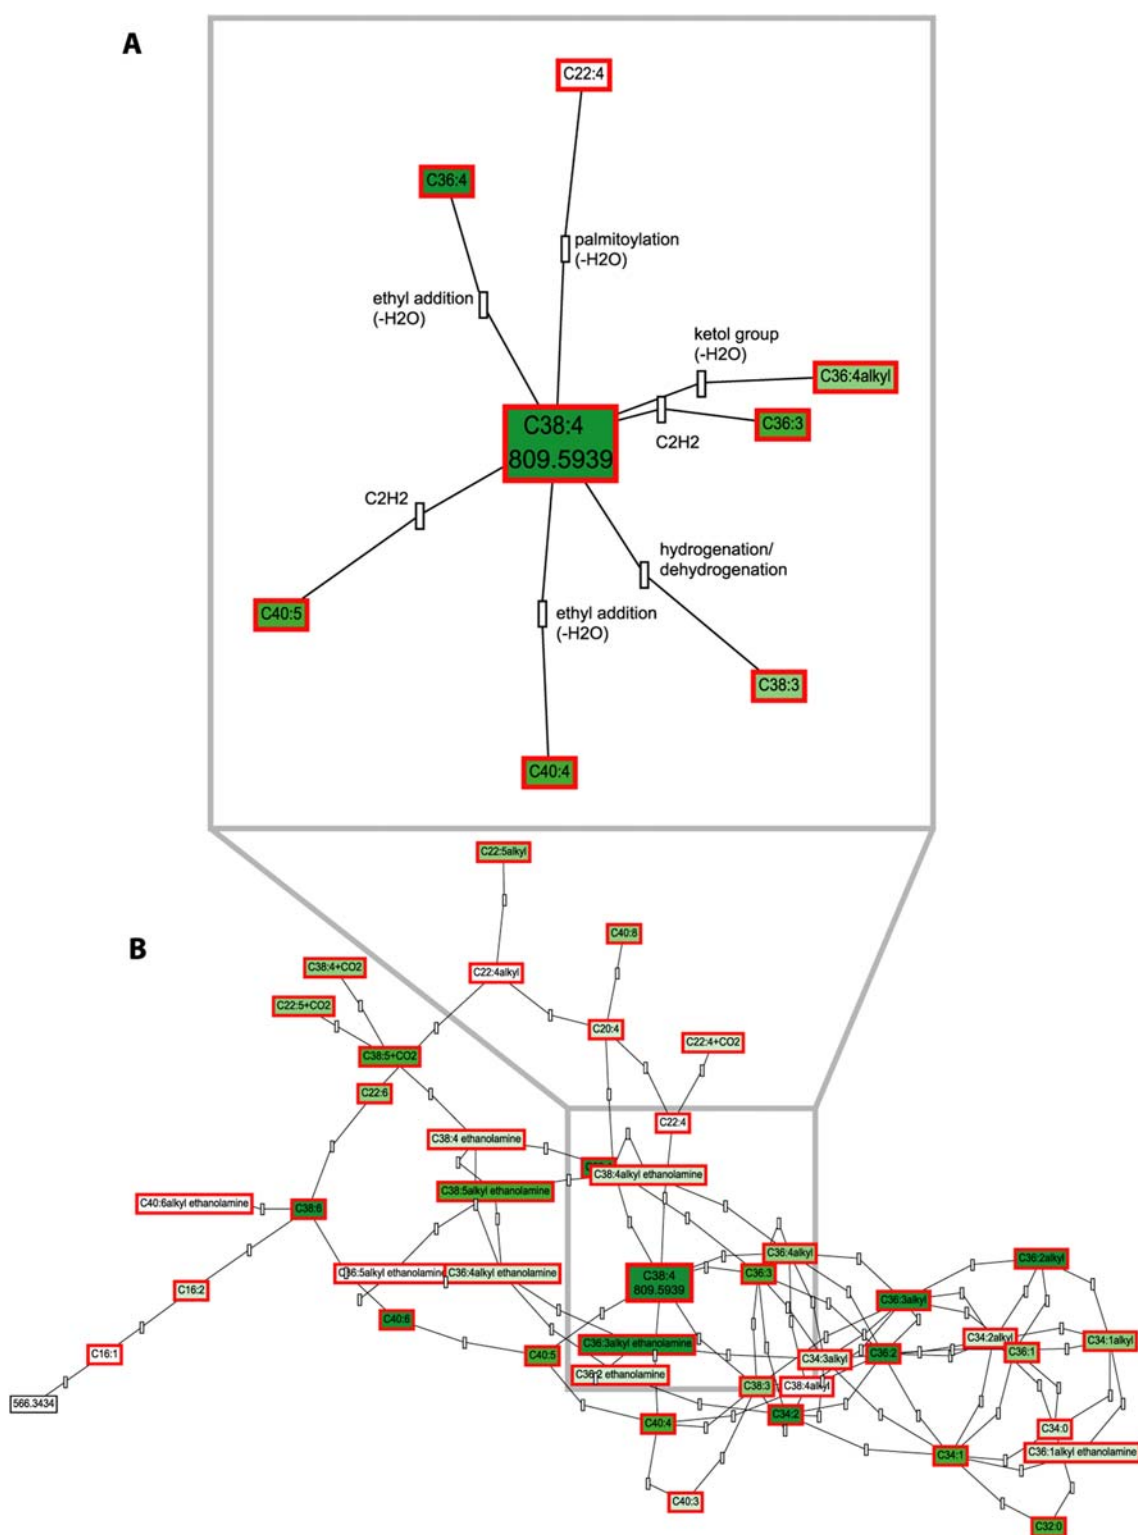 A
C22:4
C36:4
palmitoylation
(-H2O)
ethyl addition
(-H2O)
ketol group
(-H2O)
C36:4alkyl
C38:4
809.5939
C36:3
C2H2
C2H2
hydrogenation/
dehydrogenation
C40:5
ethyl addition
(-H2O)
C38:3
C40:4
C22:5alkyl
B
C40:8
C38:4+CO2
C22:4alkyl
C22:5+CO2
C20:4
C22:4+CO2
C38:5+CO2
C22:6
C22:4
C38:4 ethanolamine
C38:4alkyl ethanolamine
C38:5alkyl ethanolamine
C40:6alkyl ethanolamine
C38:6
C36:4alkyl
C36:2alkyl
C36:5alkyl ethanolamine
C36:4alkyl ethanolamine
C38:4
809.5939
C36:3
C16:2
C36:3alkyl
C40:6
C34:2alkyl
C34:1alkyl
C36:3alkyl ethanolamine
C16:1
C40:5
C34:3alkyl
C36:2
C36:1
C36:2 ethanolamine
C38:3
C38:4alkyl
566.3434
C40:4
C34:2
C34:0
C34:1
C36:1alkyl ethanolamine
C40:3
C32:0